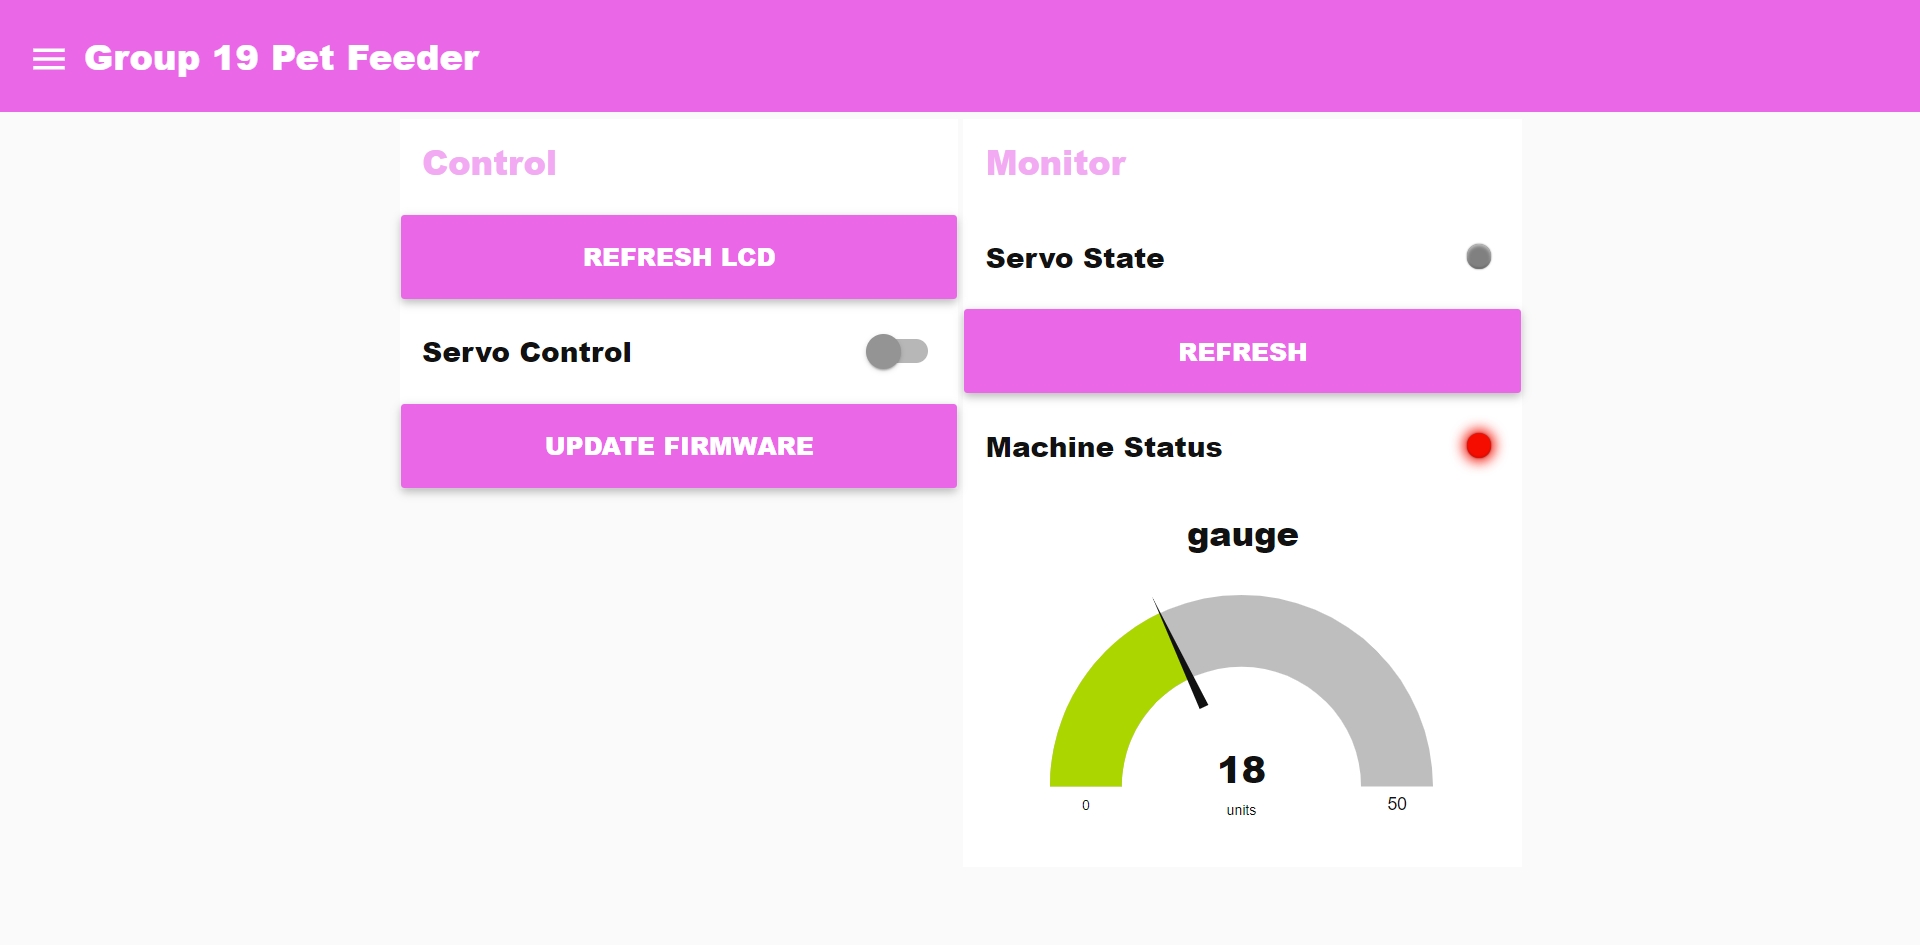 Group 19 Pet Feeder
Control
REFRESH LCD
Servo Control
UPDATE FIRMWARE
Monitor
Servo State
REFRESH
Machine Status
gauge
18
units
0
50